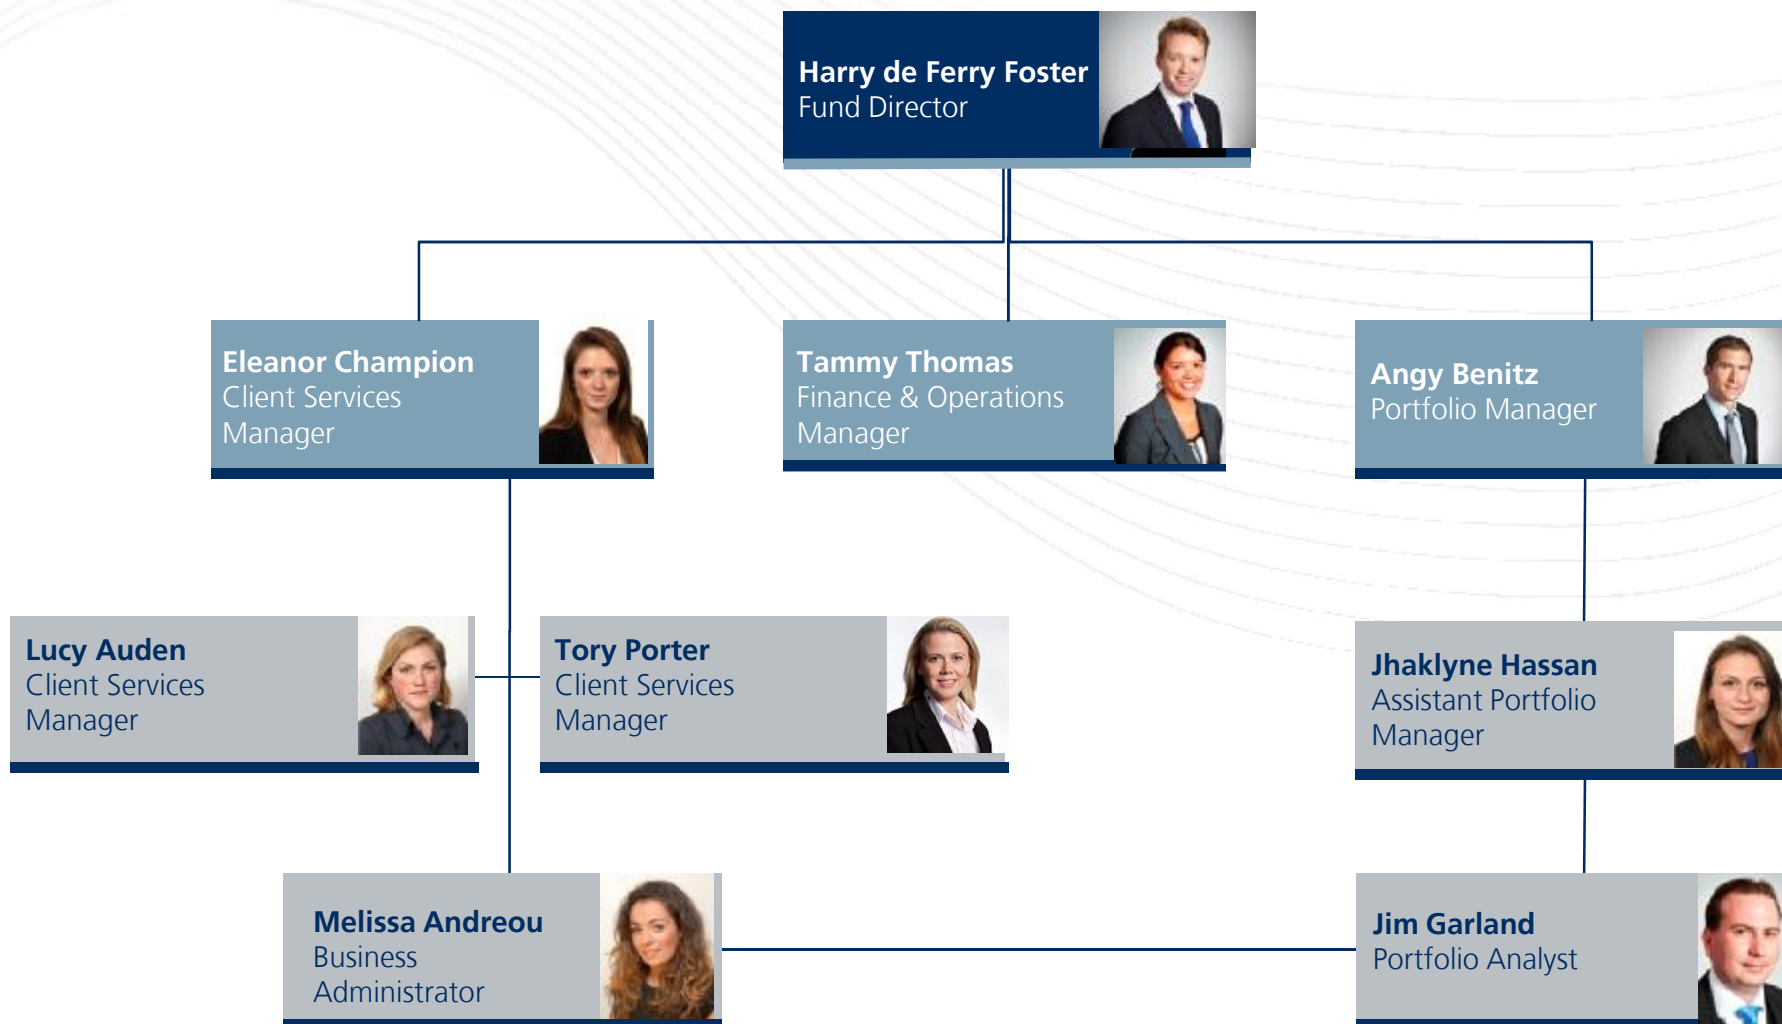 Harry de Ferry Foster
Fund Director
Eleanor Champion
Client Services
Manager
Tammy Thomas
Finance & Operations
Manager
Angy Benitz
Portfolio Manager
Lucy Auden
Client Services
Manager
Tory Porter
Client Services
Manager
Jhaklyne Hassan
Assistant Portfolio
Manager
Melissa Andreou
Business
Administrator
Jim Garland
Portfolio Analyst